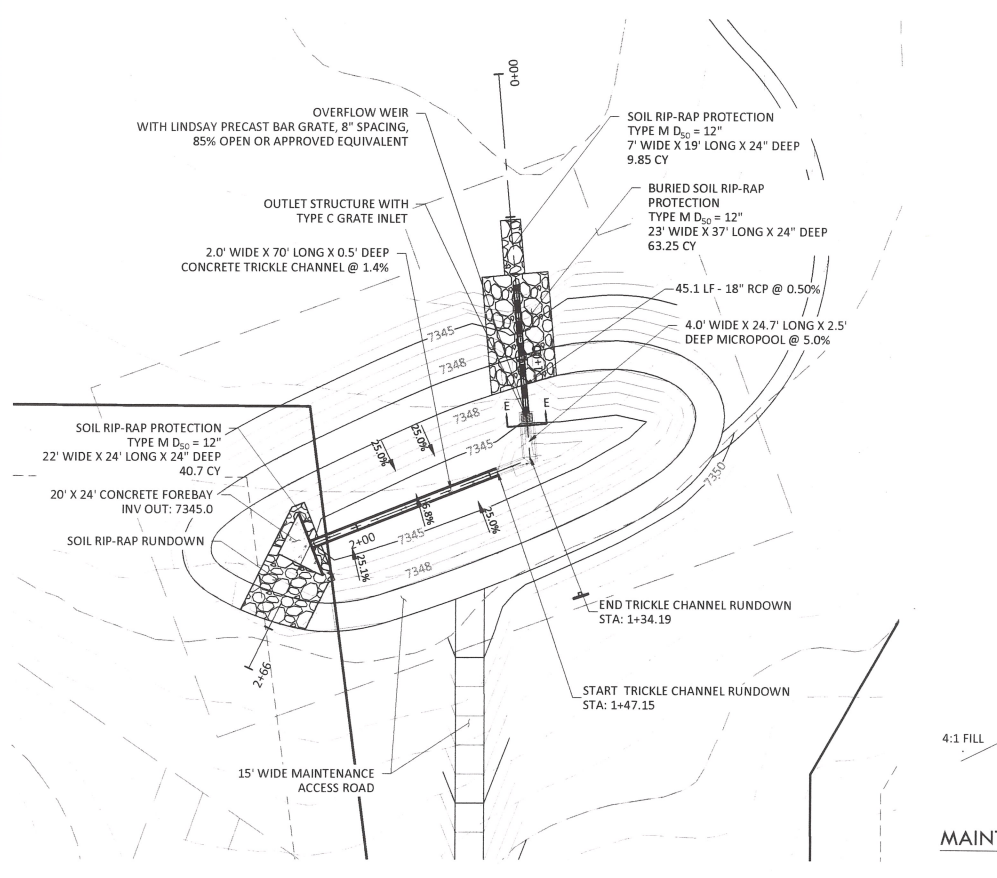 0+00
OVERFLOW WEIR
WITH LINDSAY PRECAST BAR GRATE, 8" SPACING,
85% OPEN OR APPROVED EQUIVALENT
SOIL RIP-RAP PROTECTION
TYPE M D50 = 12"
7' WIDE X 19' LONG X 24" DEEP
9.85 CY
BURIED SOIL RIP-RAP
PROTECTION
TYPE M D50 = 12"
23' WIDE X 37' LONG X 24" DEEP
63.25 CY
OUTLET STRUCTURE WITH
TYPE C GRATE INLET
2.0' WIDE X 70' LONG X 0.5' DEEP
CONCRETE TRICKLE CHANNEL @ 1.4%
45.1 LF - 18" RCP @ 0.50%
4.0' WIDE X 24.7' LONG X 2.5'
DEEP MICROPOOL @ 5.0%
7345
7348
E E
7348
7345
25.0%
25.0%
SOIL RIP-RAP PROTECTION
TYPE M D50 = 12"
22' WIDE X 24' LONG X 24" DEEP
40.7 CY
20' X 24' CONCRETE FOREBAY
INV OUT: 7345.0
SOIL RIP-RAP RUNDOWN
7350
25.0%
2+00
7345
25.1%
7348
2+66
END TRICKLE CHANNEL RUNDOWN
STA: 1+34.19
START TRICKLE CHANNEL RUNDOWN
STA: 1+47.15
15' WIDE MAINTENANCE
ACCESS ROAD
4:1 FILL
MAINT